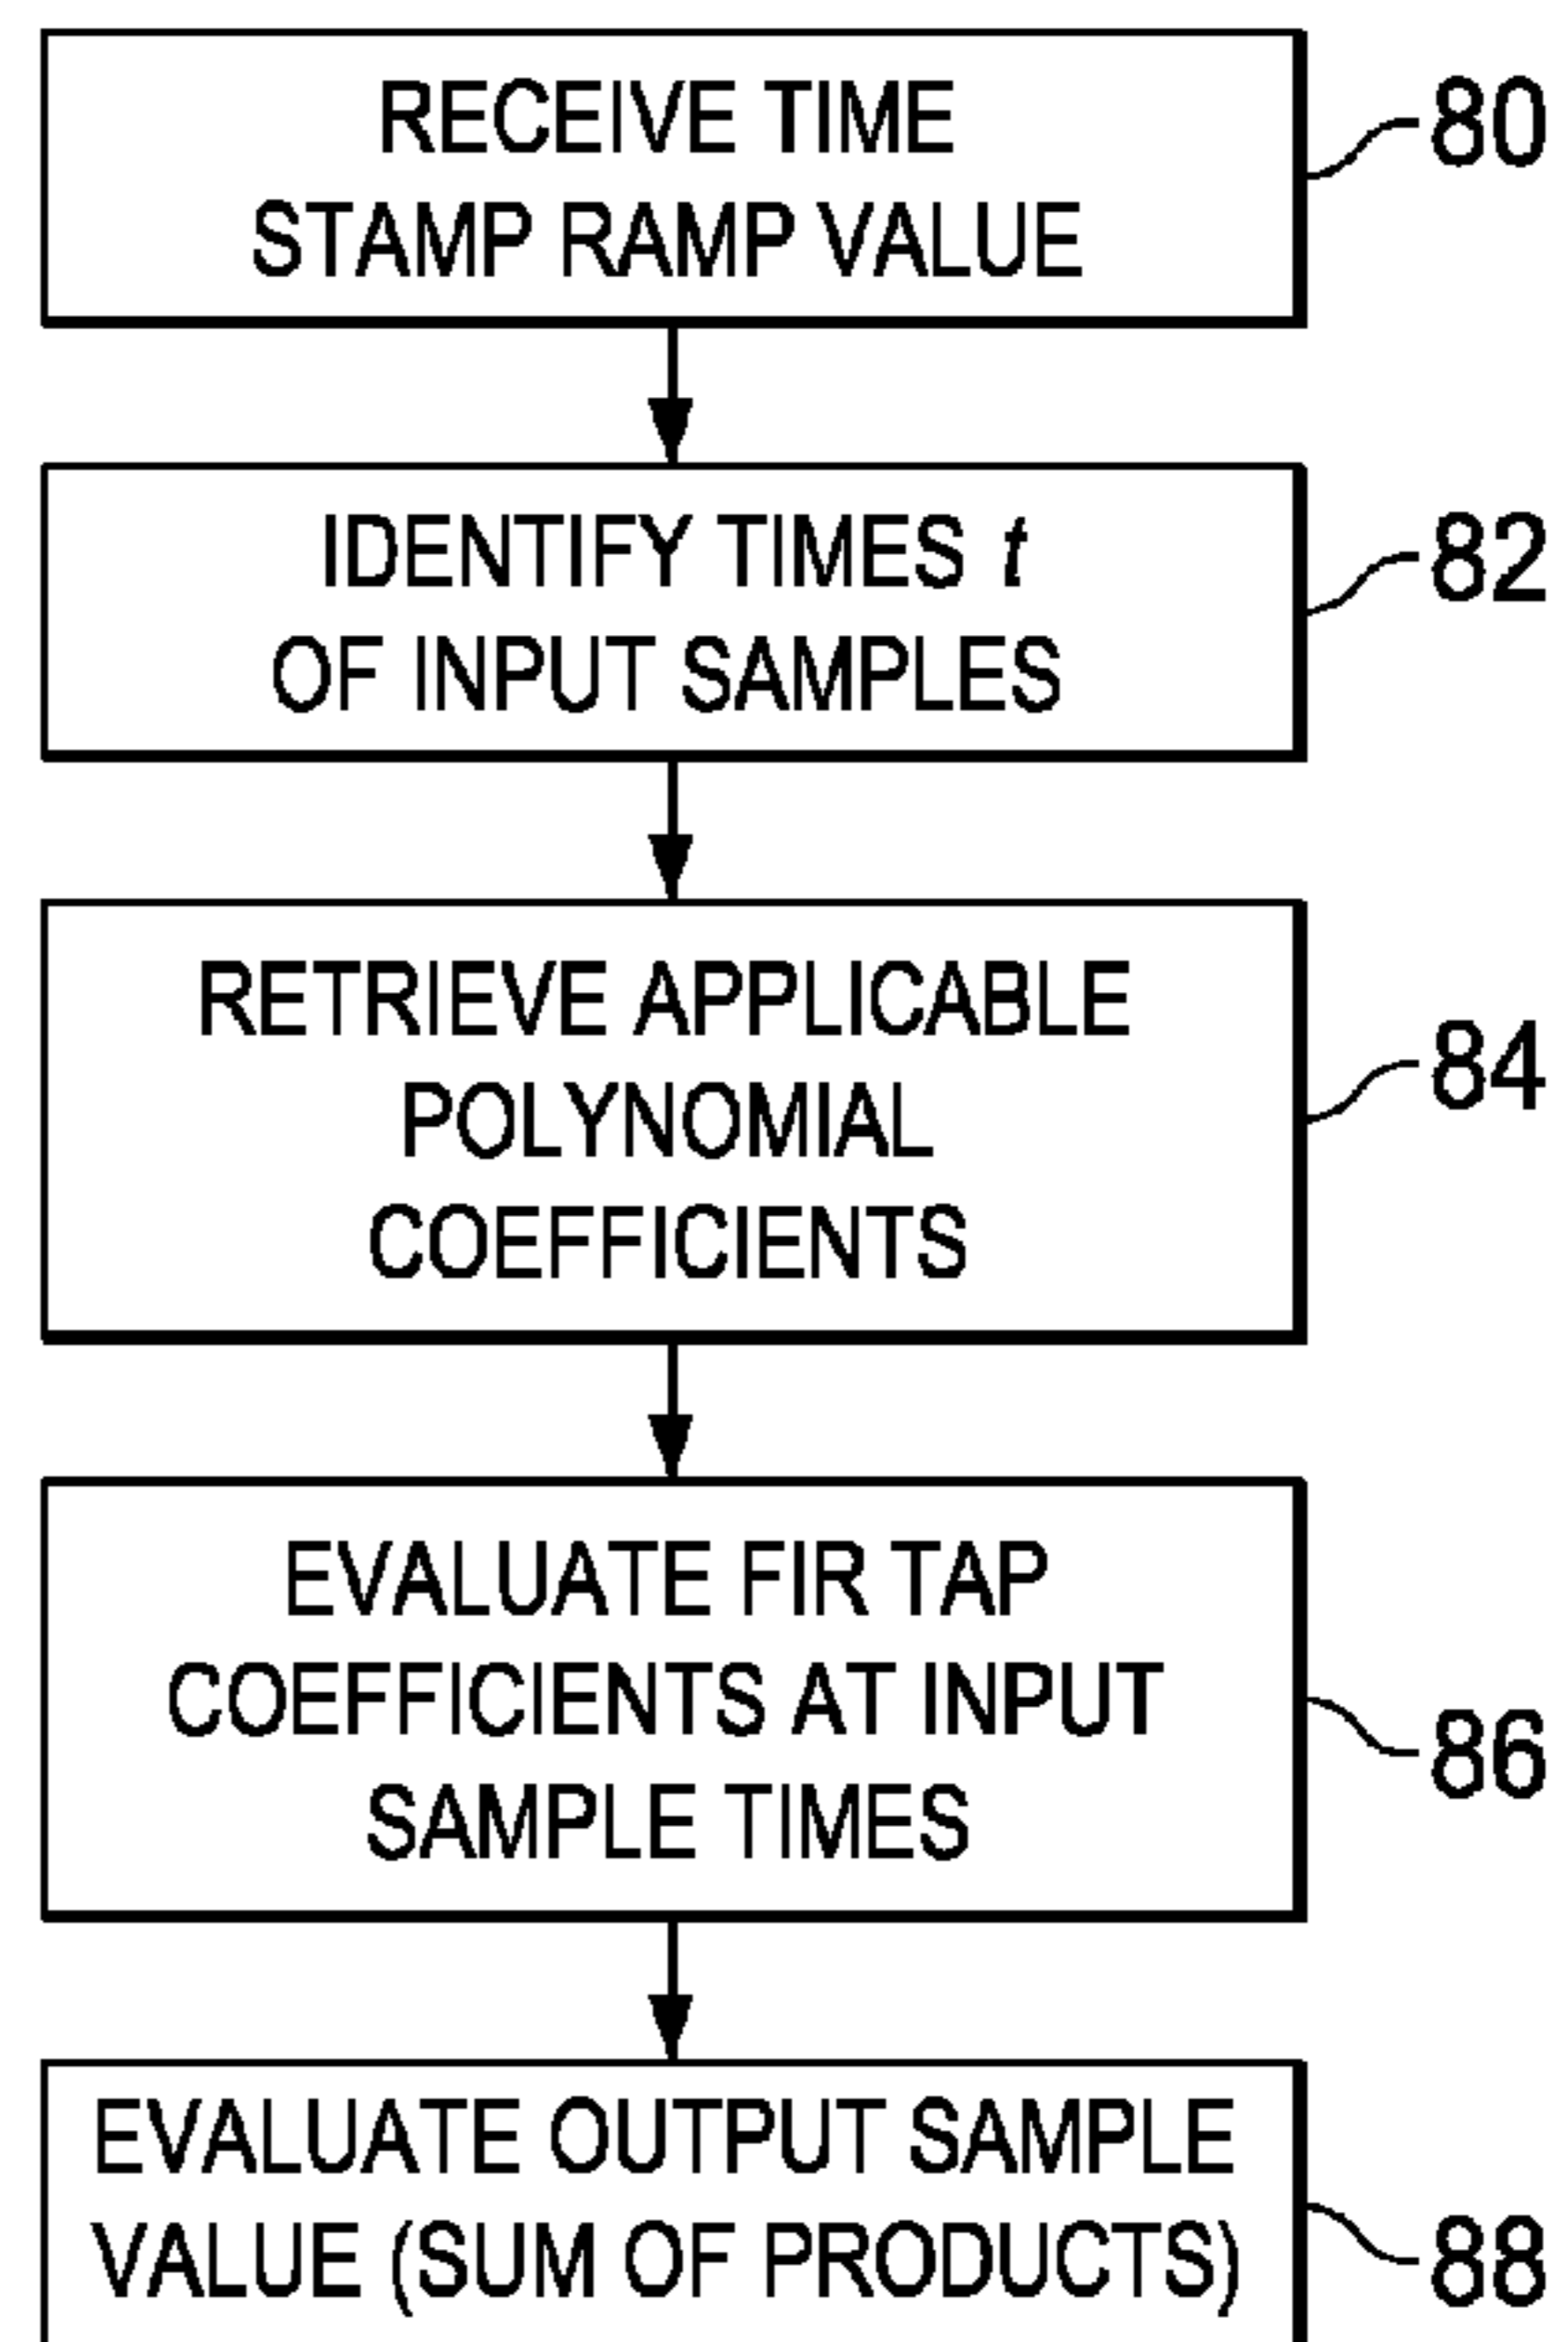 RECEIVE TIME
STAMP RAMP VALUE
80
IDENTIFY TIMES t
OF INPUT SAMPLES
82
RETRIEVE APPLICABLE
POLYNOMIAL
COEFFICIENTS
84
EVALUATE FIR TAP
COEFFICIENTS AT INPUT
SAMPLE TIMES
86
EVALUATE OUTPUT SAMPLE
VALUE (SUM OF PRODUCTS)
88